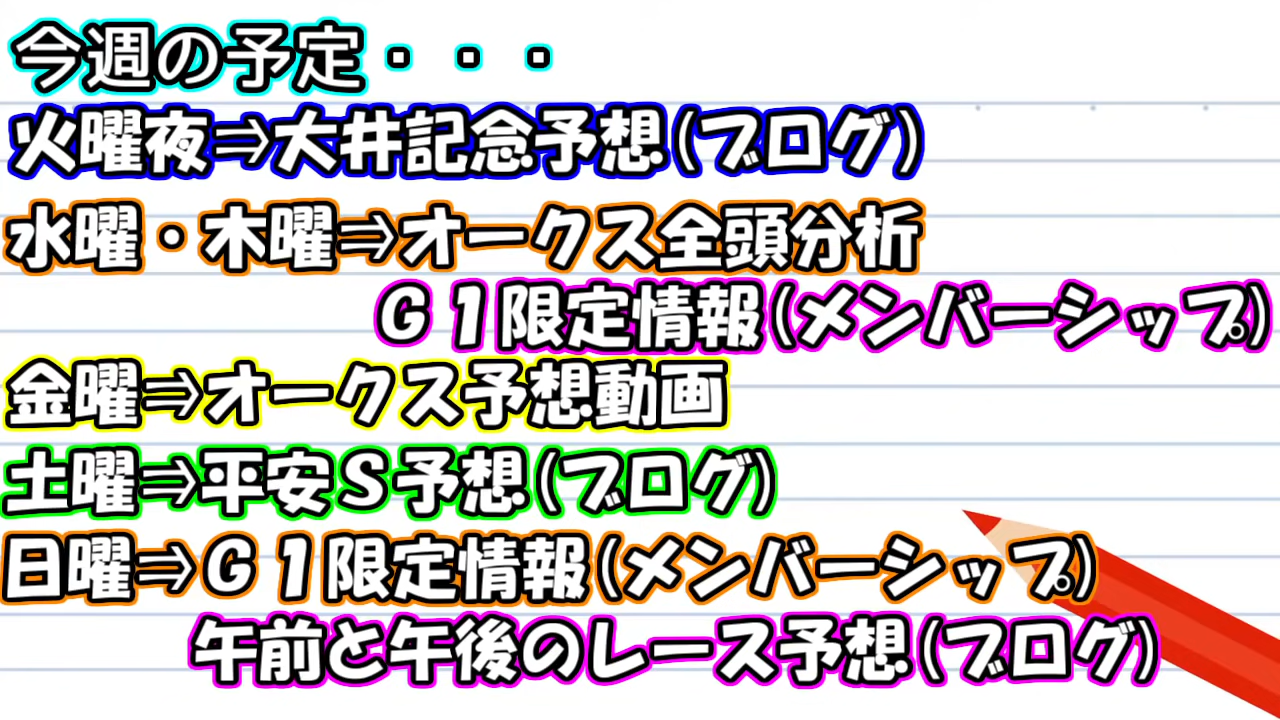 今週の予定・・・
火曜夜⇒大井記念予想(ブログ)
水曜・木曜⇒オークス全頭分析
Ｇ１限定情報(メンバーシップ)
金曜⇒オークス予想動画
土曜⇒平安Ｓ予想(ブログ)
日曜⇒Ｇ１限定情報(メンバーシップ)
午前と午後のレース予想(ブログ)